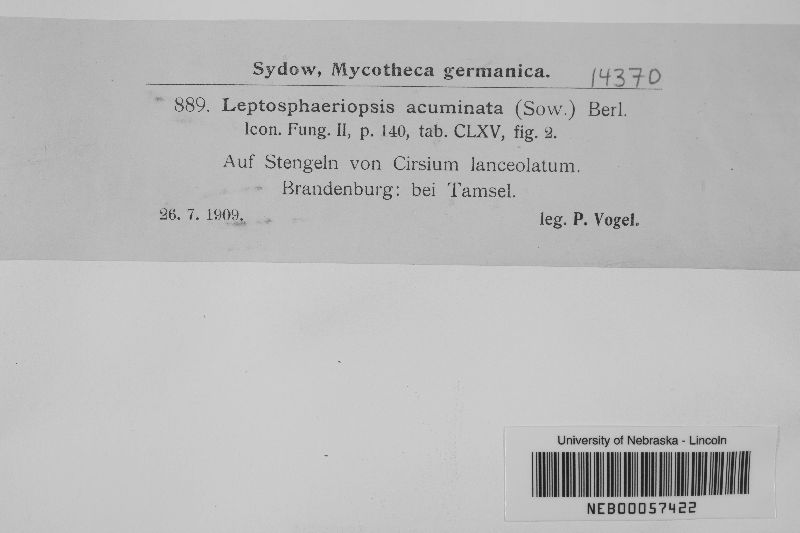 Sydow, Mycotheca germanica. 14370
889. Leptosphaeriopsis acuminata (Sow.) Berl.
Icon. Fung. II, p. 140, tab. CLXV, fig. 2.
Auf Stengeln von Cirsium lanceolatum.
Brandenburg: bei Tamsel.
26. 7. 1909. leg. P. Vogel.
University of Nebraska - Lincoln
NEB00057422